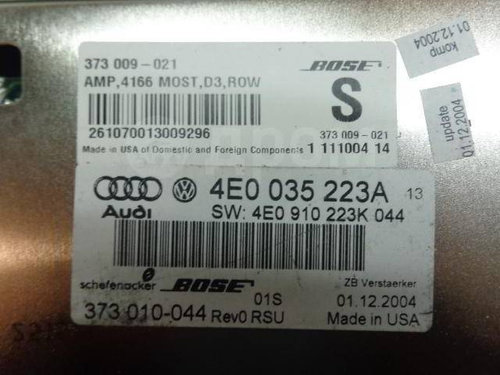 373 009-021
BOSE
AMP,4166 MOST,D3,ROW
S
261070013009296
373 009-021
Made in USA of Domestic and Foreign Components
1 111004 14
komp
01.12.2004
update
01.12.2004
Audi
4E0 035 223A 13
SW: 4E0 910 223K 044
schefenacker
BOSE
01S
ZB Verstaerker
01.12.2004
373 010-044 Rev0 RSU
Made in USA